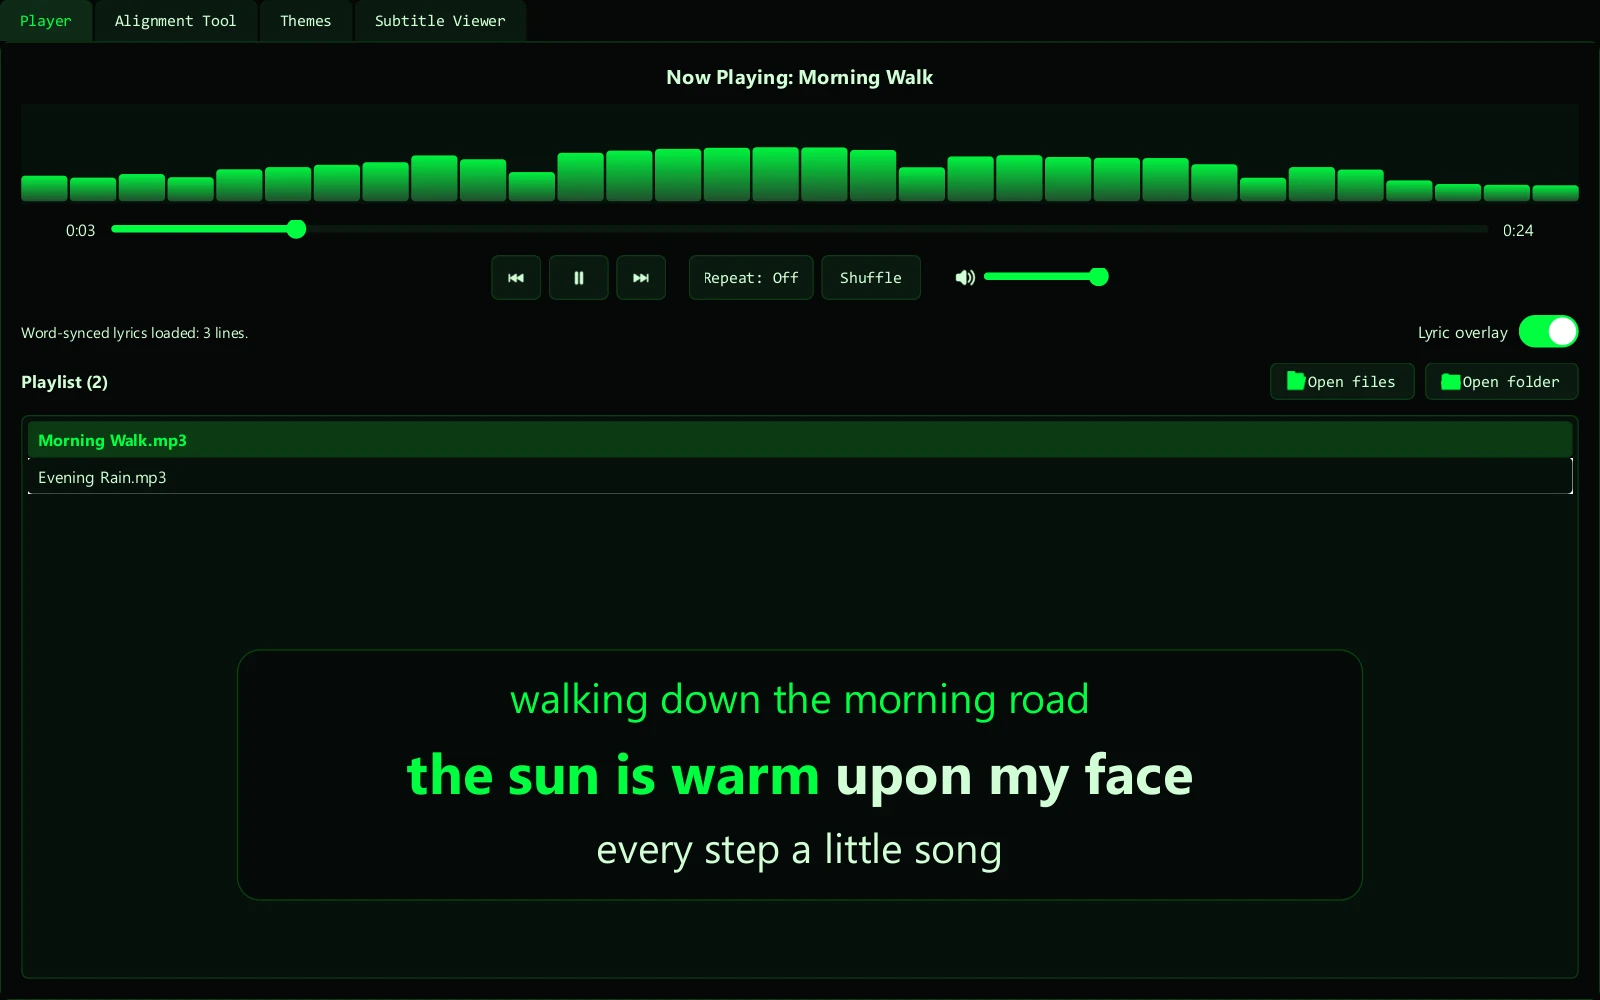 Player
Alignment Tool
Themes
Subtitle Viewer
Now Playing: Morning Walk
0:03
0:24
Repeat: Off
Shuffle
Word-synced lyrics loaded: 3 lines.
Lyric overlay
Playlist (2)
Open files
Open folder
Morning Walk.mp3
Evening Rain.mp3
walking down the morning road
the sun is warm upon my face
every step a little song